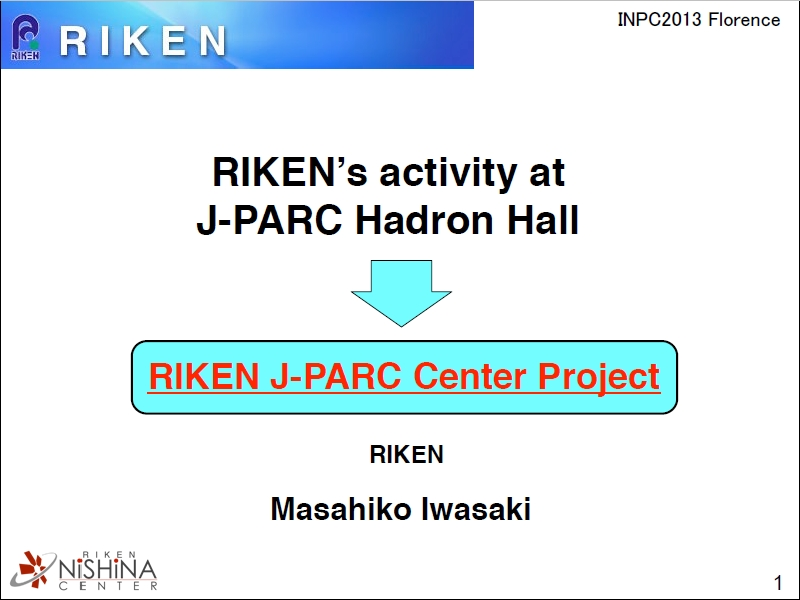 RIKEN
RIKEN
INPC2013 Florence
RIKEN’s activity at
J-PARC Hadron Hall
RIKEN J-PARC Center Project
RIKEN
Masahiko Iwasaki
RIKEN
NiSHiNA
CENTER
1